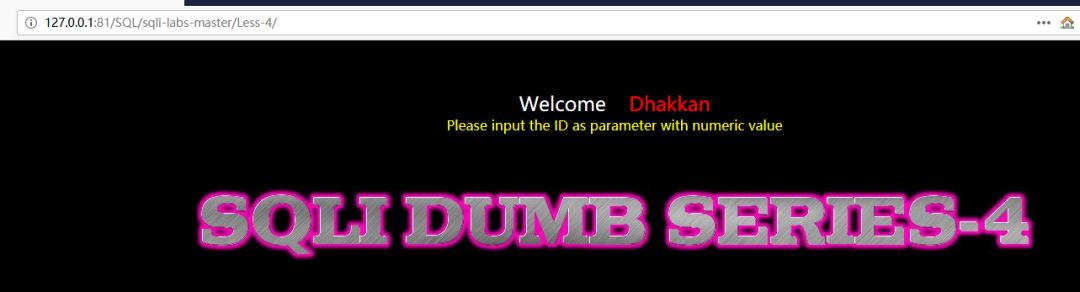 127.0.0.1:81/SQL/sqli-labs-master/Less-4/
Welcome Dhakkan
Please input the ID as parameter with numeric value
SQLI DUMB SERIES-4